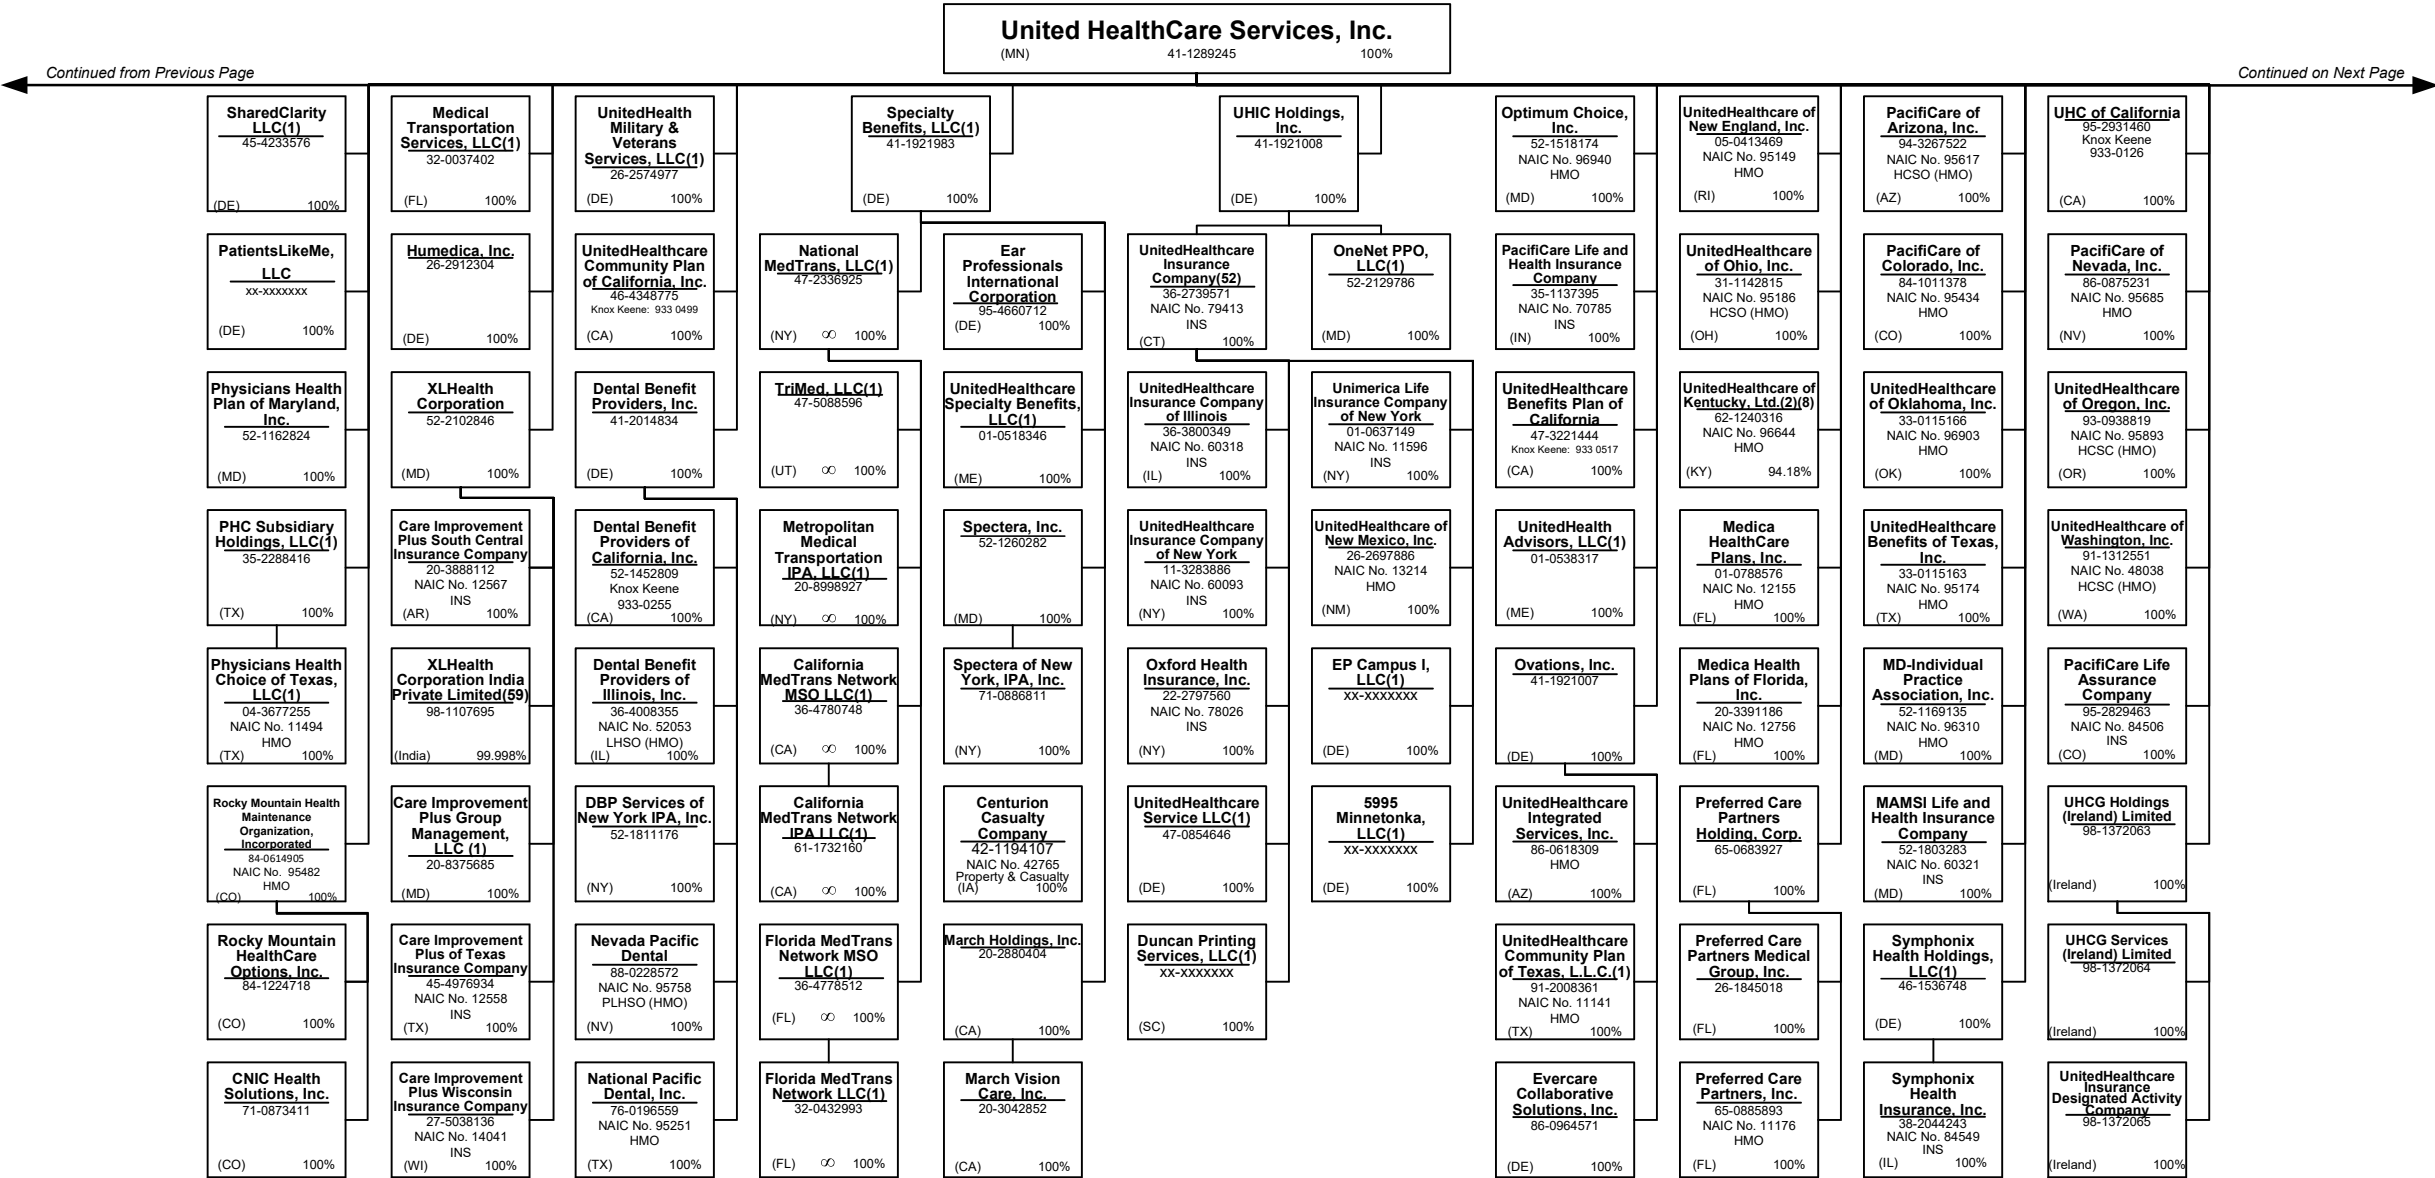 United HealthCare Services, Inc.
(MN) 41-1289245 100%
Continued from Previous Page
Continued on Next Page
SharedClarity
LLC(1)
45-4233576
(DE) 100%
PatientsLikeMe,
LLC
xx-xxxxxxx
(DE) 100%
Physicians Health
Plan of Maryland,
Inc.
52-1162824
(MD) 100%
PHC Subsidiary
Holdings, LLC(1)
35-2288416
(TX) 100%
Physicians Health
Choice of Texas,
LLC(1)
04-3677255
NAIC No. 11494
HMO
(TX) 100%
Rocky Mountain Health
Maintenance
Organization,
Incorporated
84-0614905
NAIC No. 95482
HMO
(CO) 100%
Rocky Mountain
HealthCare
Options, Inc.
84-1224718
(CO) 100%
CNIC Health
Solutions, Inc.
71-0873411
(CO) 100%
Medical
Transportation
Services, LLC(1)
32-0037402
(FL) 100%
Humedica, Inc.
26-2912304
(DE) 100%
XLHealth
Corporation
52-2102846
(MD) 100%
Care Improvement
Plus South Central
Insurance Company
20-3888112
NAIC No. 12567
INS
(AR) 100%
XLHealth
Corporation India
Private Limited(59)
98-1107695
(India) 99.998%
Care Improvement
Plus Group
Management,
LLC (1)
20-8375685
(MD) 100%
Care Improvement
Plus of Texas
Insurance Company
45-4976934
NAIC No. 12558
INS
(TX) 100%
Care Improvement
Plus Wisconsin
Insurance Company
27-5038136
NAIC No. 14041
INS
(WI) 100%
UnitedHealth
Military &
Veterans
Services, LLC(1)
26-2574977
(DE) 100%
UnitedHealthcare
Community Plan
of California, Inc.
46-4348775
Knox Keene: 933 0499
(CA) 100%
Dental Benefit
Providers, Inc.
41-2014834
(DE) 100%
Dental Benefit
Providers of
California, Inc.
52-1452809
Knox Keene
933-0255
(CA) 100%
Dental Benefit
Providers of
Illinois, Inc.
36-4008355
NAIC No. 52053
LHSO (HMO)
(IL) 100%
DBP Services of
New York IPA, Inc.
52-1811176
(NY) 100%
Nevada Pacific
Dental
88-0228572
NAIC No. 95758
PLHSO (HMO)
(NV) 100%
National Pacific
Dental, Inc.
76-0196559
NAIC No. 95251
HMO
(TX) 100%
Specialty
Benefits, LLC(1)
41-1921983
(DE) 100%
National
MedTrans, LLC(1)
47-2336925
(NY) ∞ 100%
TriMed, LLC(1)
47-5088596
(UT) ∞ 100%
Metropolitan
Medical
Transportation
IPA, LLC(1)
20-8998927
(NY) ∞ 100%
California
MedTrans Network
MSO LLC(1)
36-4780748
(CA) ∞ 100%
California
MedTrans Network
IPA LLC(1)
61-1732160
(CA) ∞ 100%
Florida MedTrans
Network MSO
LLC(1)
36-4778512
(FL) ∞ 100%
Florida MedTrans
Network LLC(1)
32-0432993
(FL) ∞ 100%
Ear
Professionals
International
Corporation
95-4660712
(DE) 100%
UnitedHealthcare
Specialty Benefits,
LLC(1)
01-0518346
(ME) 100%
Spectera, Inc.
52-1260282
(MD) 100%
Spectera of New
York, IPA, Inc.
71-0886811
(NY) 100%
Centurion
Casualty
Company
42-1194107
NAIC No. 42765
Property & Casualty
(IA) 100%
March Holdings, Inc.
20-2880404
(CA) 100%
March Vision
Care, Inc.
20-3042852
(CA) 100%
UHIC Holdings,
Inc.
41-1921008
(DE) 100%
UnitedHealthcare
Insurance
Company(52)
36-2739571
NAIC No. 79413
INS
(CT) 100%
UnitedHealthcare
Insurance Company
of Illinois
36-3800349
NAIC No. 60318
INS
(IL) 100%
UnitedHealthcare
Insurance Company
of New York
11-3283886
NAIC No. 60093
INS
(NY) 100%
Oxford Health
Insurance, Inc.
22-2797560
NAIC No. 78026
INS
(NY) 100%
UnitedHealthcare
Service LLC(1)
47-0854646
(DE) 100%
Duncan Printing
Services, LLC(1)
xx-xxxxxxx
(SC) 100%
OneNet PPO,
LLC(1)
52-2129786
(MD) 100%
Unimerica Life
Insurance Company
of New York
01-0637149
NAIC No. 11596
INS
(NY) 100%
UnitedHealthcare of
New Mexico, Inc.
26-2697886
NAIC No. 13214
HMO
(NM) 100%
EP Campus I,
LLC(1)
xx-xxxxxxx
(DE) 100%
5995
Minnetonka,
LLC(1)
xx-xxxxxxx
(DE) 100%
Optimum Choice,
Inc.
52-1518174
NAIC No. 96940
HMO
(MD) 100%
PacifiCare Life and
Health Insurance
Company
35-1137395
NAIC No. 70785
INS
(IN) 100%
UnitedHealthcare
Benefits Plan of
California
47-3221444
Knox Keene: 933 0517
(CA) 100%
UnitedHealth
Advisors, LLC(1)
01-0538317
(ME) 100%
Ovations, Inc.
41-1921007
(DE) 100%
UnitedHealthcare
Integrated
Services, Inc.
86-0618309
HMO
(AZ) 100%
UnitedHealthcare
Community Plan
of Texas, L.L.C.(1)
91-2008361
NAIC No. 11141
HMO
(TX) 100%
Evercare
Collaborative
Solutions, Inc.
86-0964571
(DE) 100%
UnitedHealthcare of
New England, Inc.
05-0413469
NAIC No. 95149
HMO
(RI) 100%
UnitedHealthcare
of Ohio, Inc.
31-1142815
NAIC No. 95186
HCSO (HMO)
(OH) 100%
UnitedHealthcare of
Kentucky, Ltd.(2)(8)
62-1240316
NAIC No. 96644
HMO
(KY) 94.18%
Medica
HealthCare
Plans, Inc.
01-0788576
NAIC No. 12155
HMO
(FL) 100%
Medica Health
Plans of Florida,
Inc.
20-3391186
NAIC No. 12756
HMO
(FL) 100%
Preferred Care
Partners
Holding, Corp.
65-0683927
(FL) 100%
Preferred Care
Partners Medical
Group, Inc.
26-1845018
(FL) 100%
Preferred Care
Partners, Inc.
65-0885893
NAIC No. 11176
HMO
(FL) 100%
PacifiCare of
Arizona, Inc.
94-3267522
NAIC No. 95617
HCSO (HMO)
(AZ) 100%
PacifiCare of
Colorado, Inc.
84-1011378
NAIC No. 95434
HMO
(CO) 100%
UnitedHealthcare
of Oklahoma, Inc.
33-0115166
NAIC No. 96903
HMO
(OK) 100%
UnitedHealthcare
Benefits of Texas,
Inc.
33-0115163
NAIC No. 95174
HMO
(TX) 100%
MD-Individual
Practice
Association, Inc.
52-1169135
NAIC No. 96310
HMO
(MD) 100%
MAMSI Life and
Health Insurance
Company
52-1803283
NAIC No. 60321
INS
(MD) 100%
Symphonix
Health Holdings,
LLC(1)
46-1536748
(DE) 100%
Symphonix
Health
Insurance, Inc.
38-2044243
NAIC No. 84549
INS
(IL) 100%
UHC of California
95-2931460
Knox Keene
933-0126
(CA) 100%
PacifiCare of
Nevada, Inc.
86-0875231
NAIC No. 95685
HMO
(NV) 100%
UnitedHealthcare
of Oregon, Inc.
93-0938819
NAIC No. 95893
HCSC (HMO)
(OR) 100%
UnitedHealthcare of
Washington, Inc.
91-1312551
NAIC No. 48038
HCSC (HMO)
(WA) 100%
PacifiCare Life
Assurance
Company
95-2829463
NAIC No. 84506
INS
(CO) 100%
UHCG Holdings
(Ireland) Limited
98-1372063
(Ireland) 100%
UHCG Services
(Ireland) Limited
98-1372064
(Ireland) 100%
UnitedHealthcare
Insurance
Designated Activity
Company
98-1372065
(Ireland) 100%